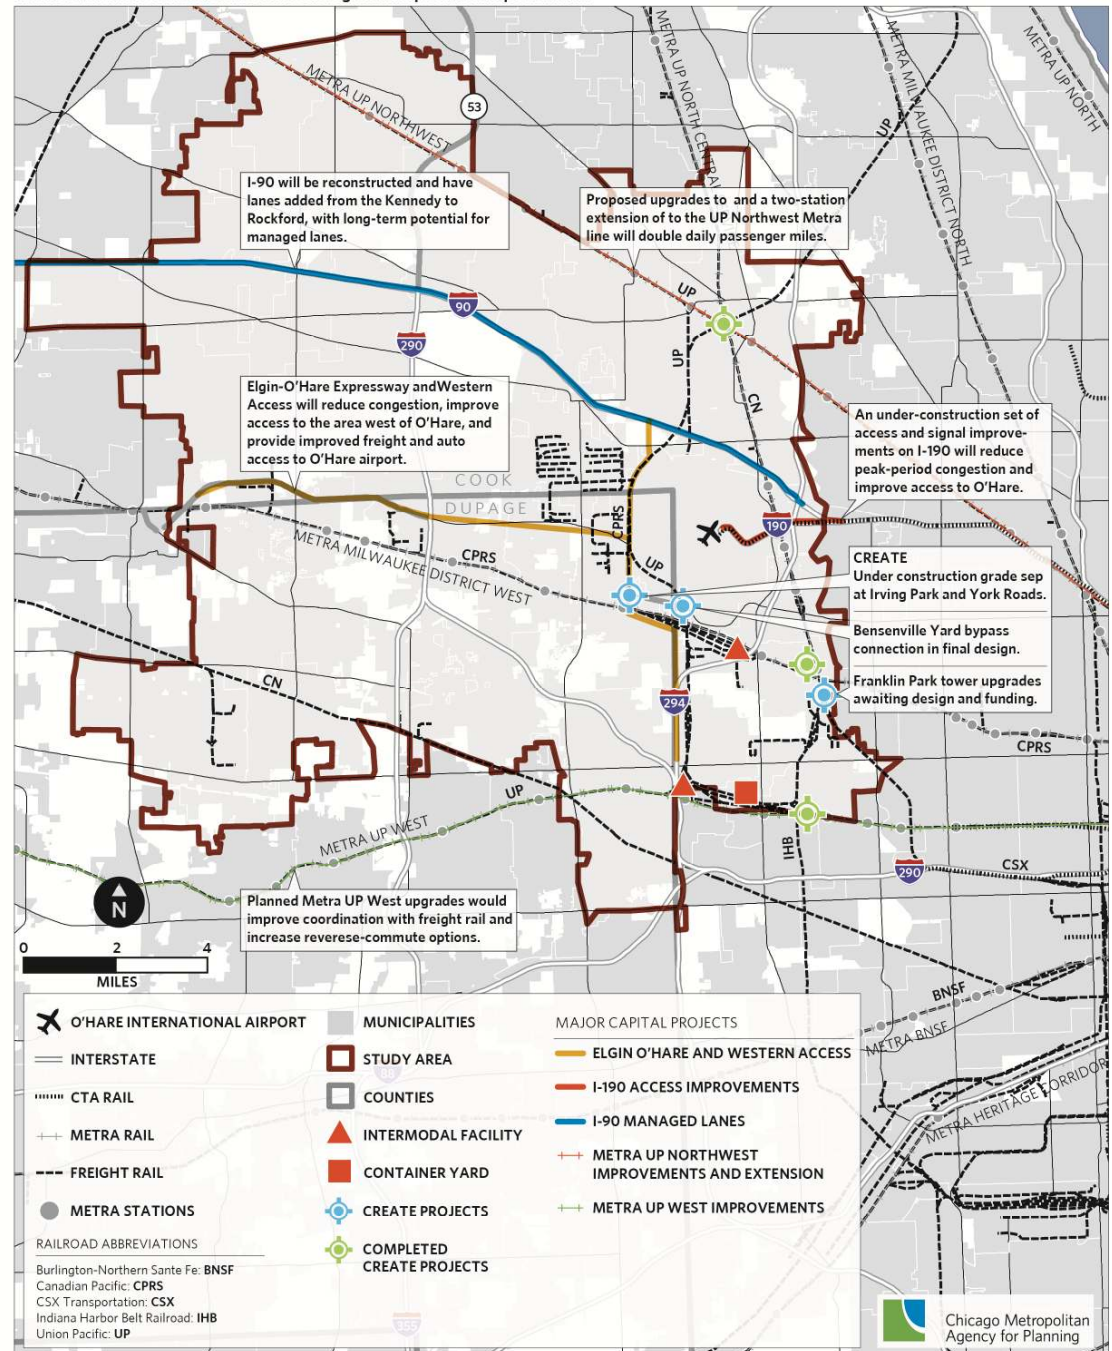 METRA UP NORTHWEST
53
METRA UP NORTH CENTRAL
METRA MILWAUKEE DISTRICT NORTH
METRA UP NORTH
UP
I-90 will be reconstructed and have
lanes added from the Kennedy to
Rockford, with long-term potential for
managed lanes.
Proposed upgrades to and a two-station
extension of to the UP Northwest Metra
line will double daily passenger miles.
UP
90
290
UP
CN
Elgin-O'Hare Expressway andWestern
Access will reduce congestion, improve
access to the area west of O'Hare, and
provide improved freight and auto
access to O'Hare airport.
An under-construction set of
access and signal improve-
ments on I-190 will reduce
peak-period congestion and
improve access to O'Hare.
COOK
DUPAGE
CPRS
190
METRA MILWAUKEE DISTRICT WEST
CPRS
UP
CREATE
Under construction grade sep
at Irving Park and York Roads.
Bensenville Yard bypass
connection in final design.
Franklin Park tower upgrades
awaiting design and funding.
CN
294
CPRS
UP
METRA UP WEST
IHB
290
CSX
Planned Metra UP West upgrades would
improve coordination with freight rail and
increase reverese-commute options.
N
0 2 4
MILES
BNSF
METRA BNSF
METRA HERITAGE CORRIDOR
O'HARE INTERNATIONAL AIRPORT
INTERSTATE
CTA RAIL
METRA RAIL
FREIGHT RAIL
METRA STATIONS
RAILROAD ABBREVIATIONS
Burlington-Northern Sante Fe: BNSF
Canadian Pacific: CPRS
CSX Transportation: CSX
Indiana Harbor Belt Railroad: IHB
Union Pacific: UP
MUNICIPALITIES
STUDY AREA
88
COUNTIES
INTERMODAL FACILITY
CONTAINER YARD
CREATE PROJECTS
COMPLETED
CREATE PROJECTS
355
MAJOR CAPITAL PROJECTS
ELGIN O'HARE AND WESTERN ACCESS
I-190 ACCESS IMPROVEMENTS
I-90 MANAGED LANES
METRA UP NORTHWEST
IMPROVEMENTS AND EXTENSION
METRA UP WEST IMPROVEMENTS
Chicago Metropolitan
Agency for Planning